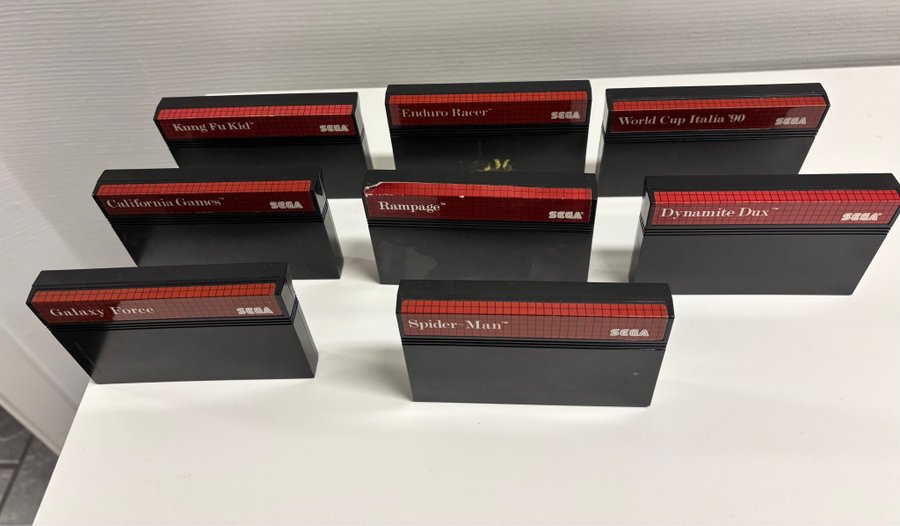 Kung Fu Kid™
SEGA
Enduro Racer™
SEGA
World Cup Italia '90
SEGA
California Games™
SEGA
Rampage™
SEGA®
Dynamite Dux™
SEGA®
Galaxy Force
SEGA
Spider-Man™
SEGA